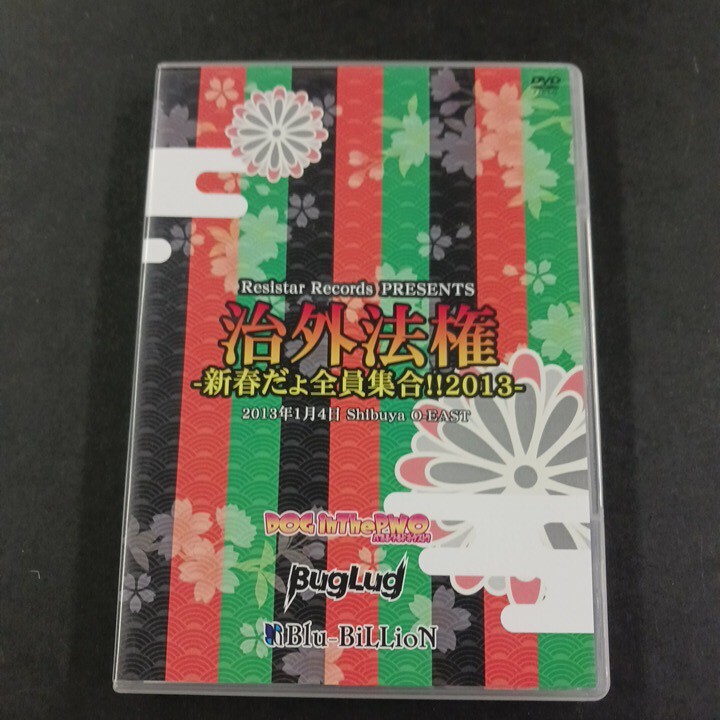 DVD
Resistar Records PRESENTS
治外法権
-新春だょ全員集合!!2013-
2013年1月4日 Shibuya O-EAST
DOG inThePWO
BugLug
Blu-BiLLioN